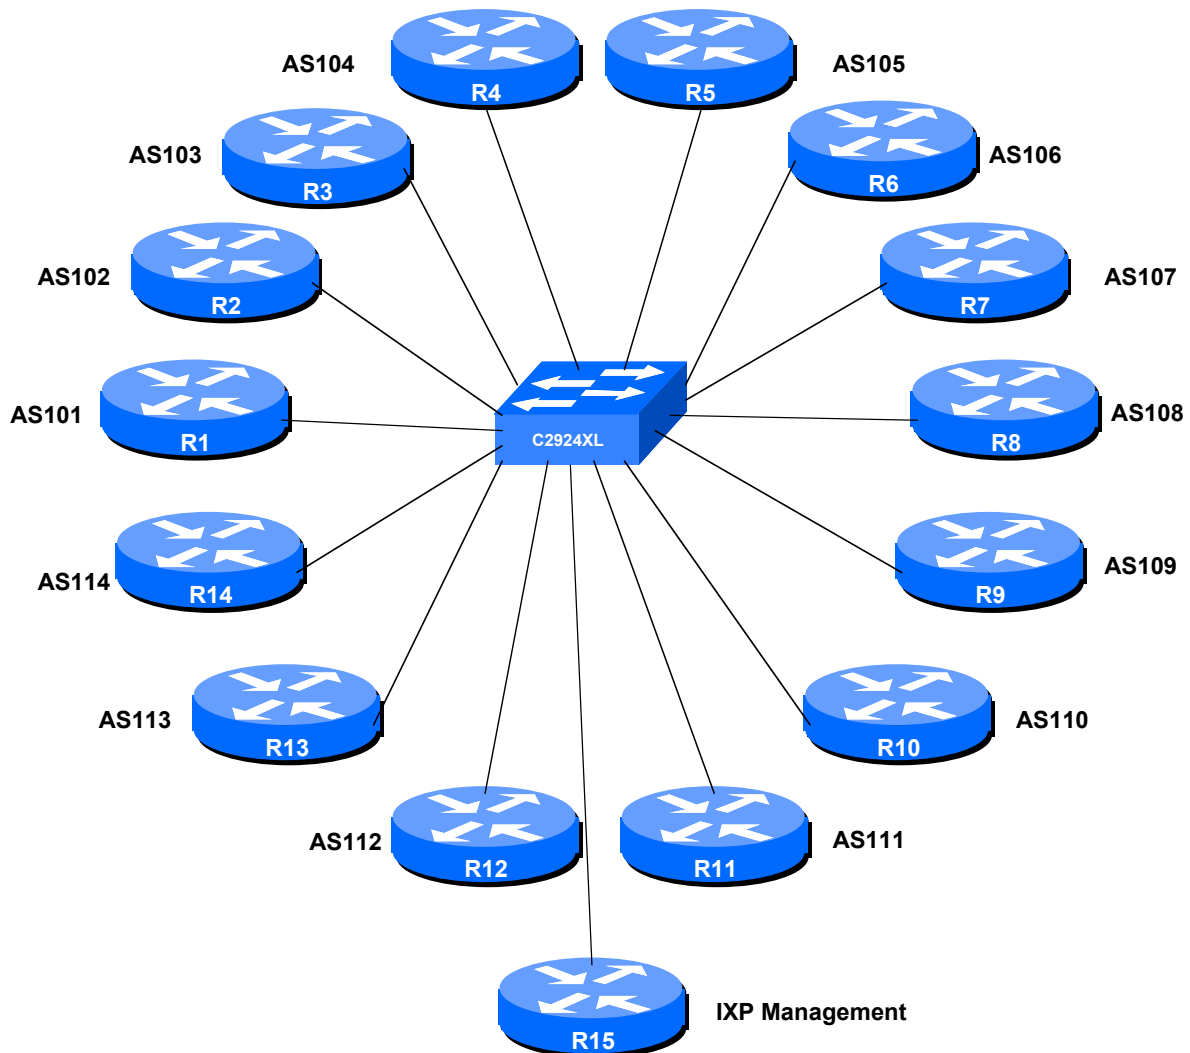 AS104
R4
R5
AS105
AS103
R3
R6
AS106
AS102
R2
R7
AS107
AS101
R1
C2924XL
R8
AS108
AS114
R14
R9
AS109
AS113
R13
R10
AS110
AS112
R12
R11
AS111
R15
IXP Management